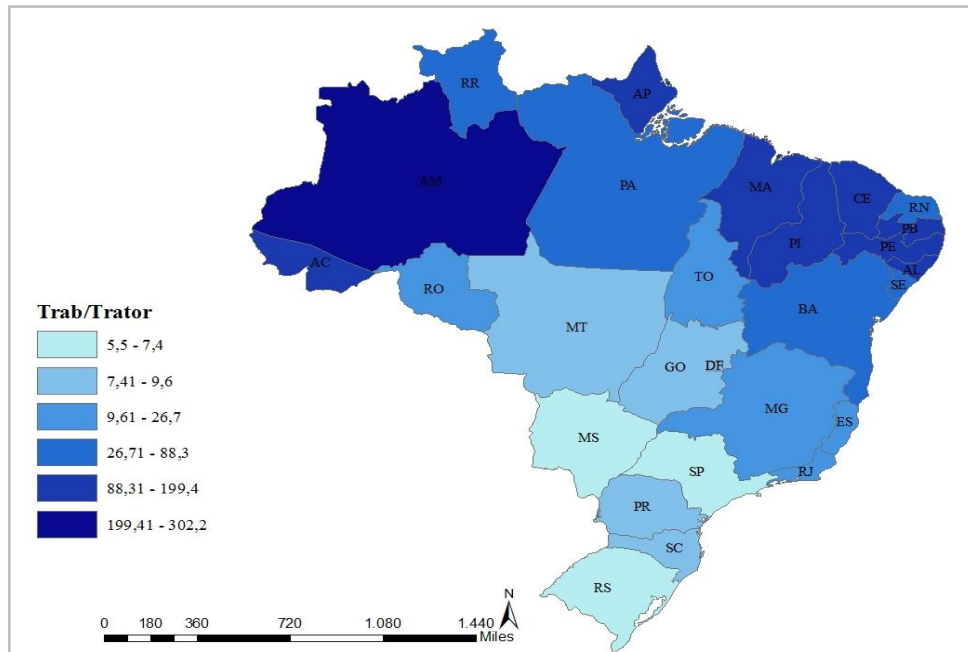 RR
AP
AM
PA
MA
CE
RN
PB
PI
PE
AC
AL
TO
SE
RO
BA
MT
GO
DF
MG
ES
MS
SP
RJ
PR
SC
RS
Trab/Trator
5,5 - 7,4
7,41 - 9,6
9,61 - 26,7
26,71 - 88,3
88,31 - 199,4
199,41 - 302,2
N
0 180 360 720 1.080 1.440
Miles